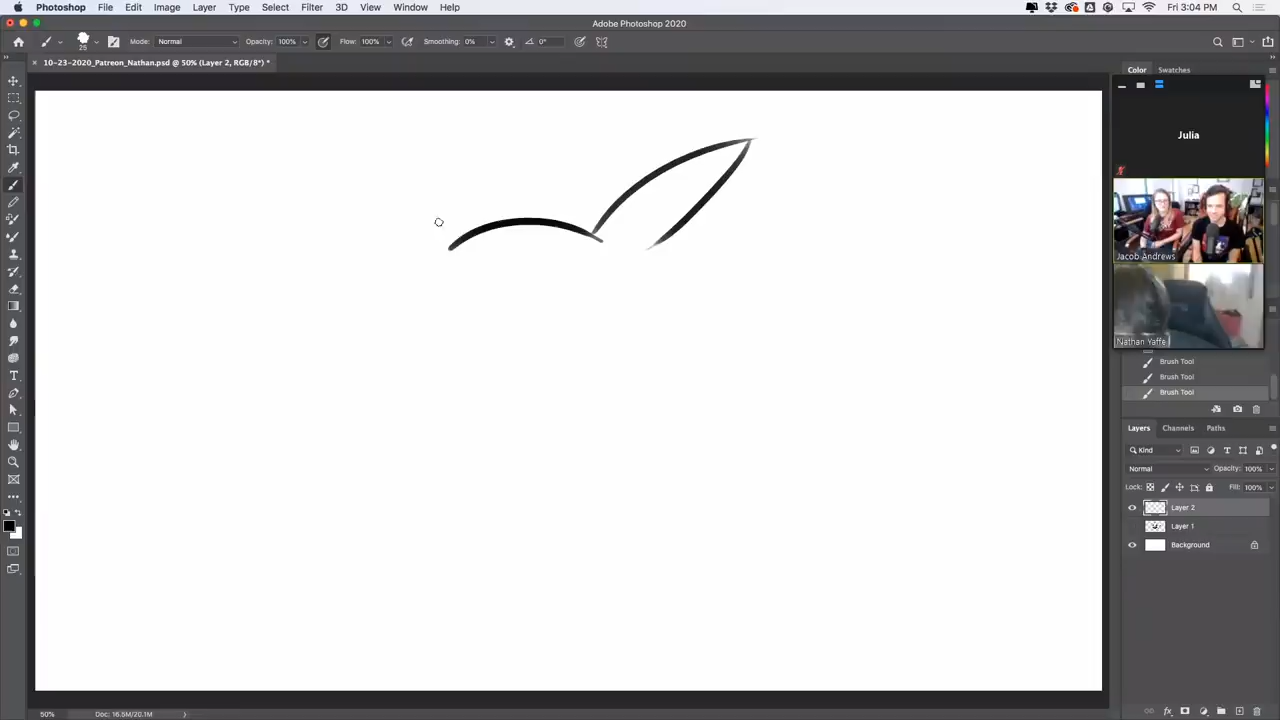 Photoshop File Edit Image Layer Type Select Filter 3D View Window Help Fri 3:04 PM
Adobe Photoshop 2020
25 Mode: Normal Opacity: 100% Flow: 100% Smoothing: 0% 0°
10-23-2020_Patreon_Nathan.psd @ 50% (Layer 2, RGB/8*) *
Color Swatches
Julia
Jacob Andrews
Nathan Yaffe
Brush Tool
Brush Tool
Brush Tool
Layers Channels Paths
Kind
Normal Opacity: 100%
Lock: Fill: 100%
Layer 2
Layer 1
Background
50% Doc: 16.5M/20.1M